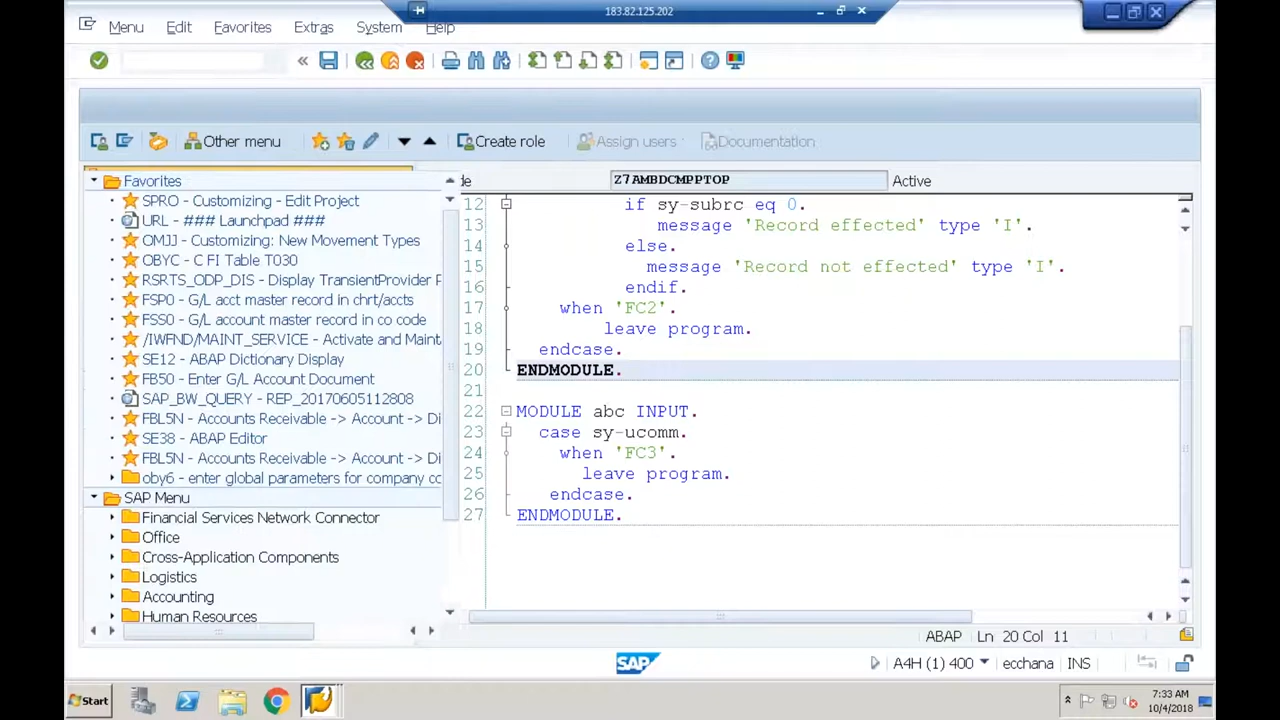 183.82.125.202
Menu Edit Favorites Extras System Help
Other menu Create role Assign users Documentation
Favorites
SPRO - Customizing - Edit Project
URL - ### Launchpad ###
OMJJ - Customizing: New Movement Types
OBYC - C FI Table T030
RSRTS_ODP_DIS - Display TransientProvider P
FSP0 - G/L acct master record in chrt/accts
FSS0 - G/L account master record in co code
/IWFND/MAINT_SERVICE - Activate and Maint
SE12 - ABAP Dictionary Display
FB50 - Enter G/L Account Document
SAP_BW_QUERY - REP_20170605112808
FBL5N - Accounts Receivable -> Account -> Di
SE38 - ABAP Editor
FBL5N - Accounts Receivable -> Account -> Di
oby6 - enter global parameters for company co
SAP Menu
Financial Services Network Connector
Office
Cross-Application Components
Logistics
Accounting
Human Resources
de Z7AMBDCMPPTOP Active
12 if sy-subrc eq 0.
13 message 'Record effected' type 'I'.
14 else.
15 message 'Record not effected' type 'I'.
16 endif.
17 when 'FC2'.
18 leave program.
19 endcase.
20 ENDMODULE.
21
22 MODULE abc INPUT.
23 case sy-ucomm.
24 when 'FC3'.
25 leave program.
26 endcase.
27 ENDMODULE.
ABAP Ln 20 Col 11
SAP A4H (1) 400 ecchana INS
Start 7:33 AM
10/4/2018